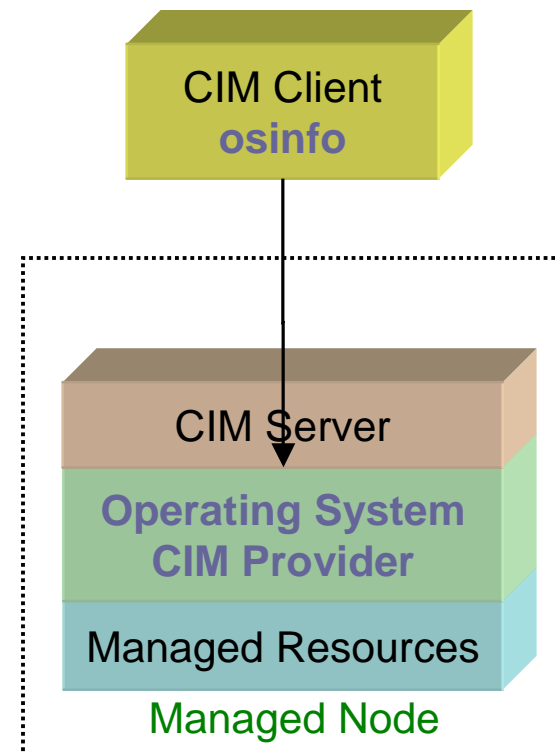 CIM Client
osinfo
CIM Server
Operating System
CIM Provider
Managed Resources
Managed Node